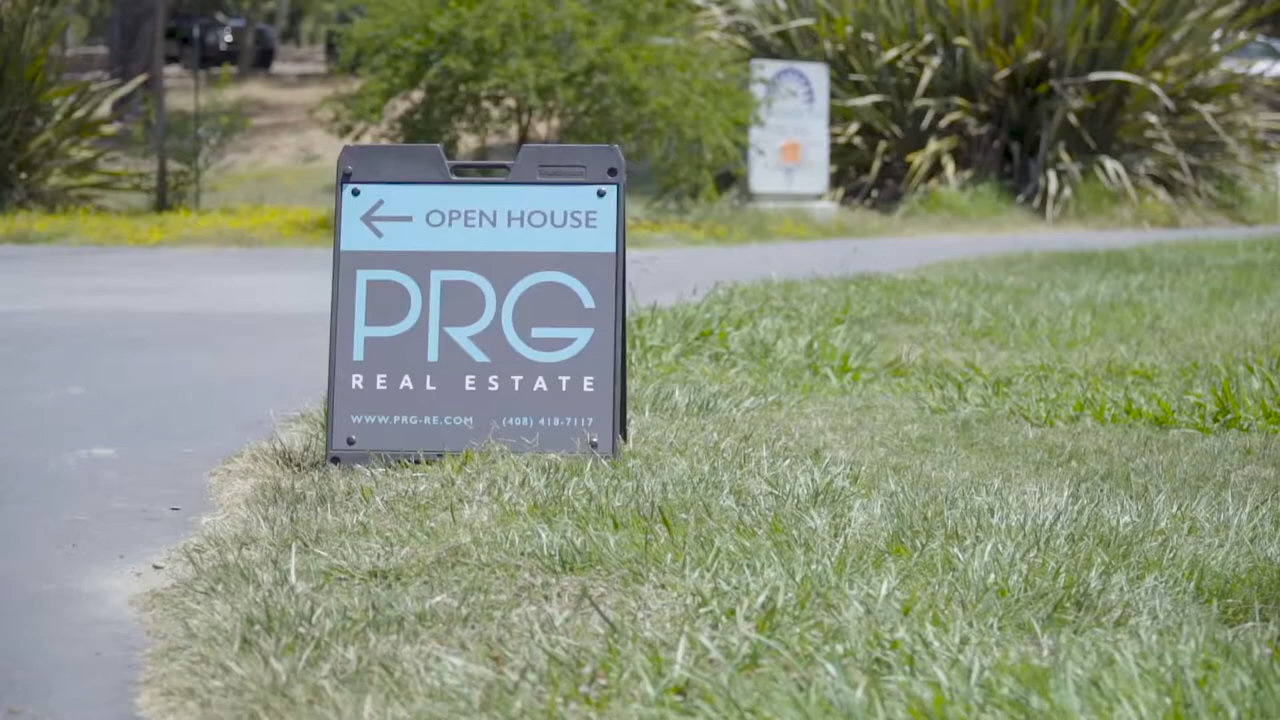 ← OPEN HOUSE
PRG
REAL ESTATE
WWW.PRG-RE.COM (408) 418-7117